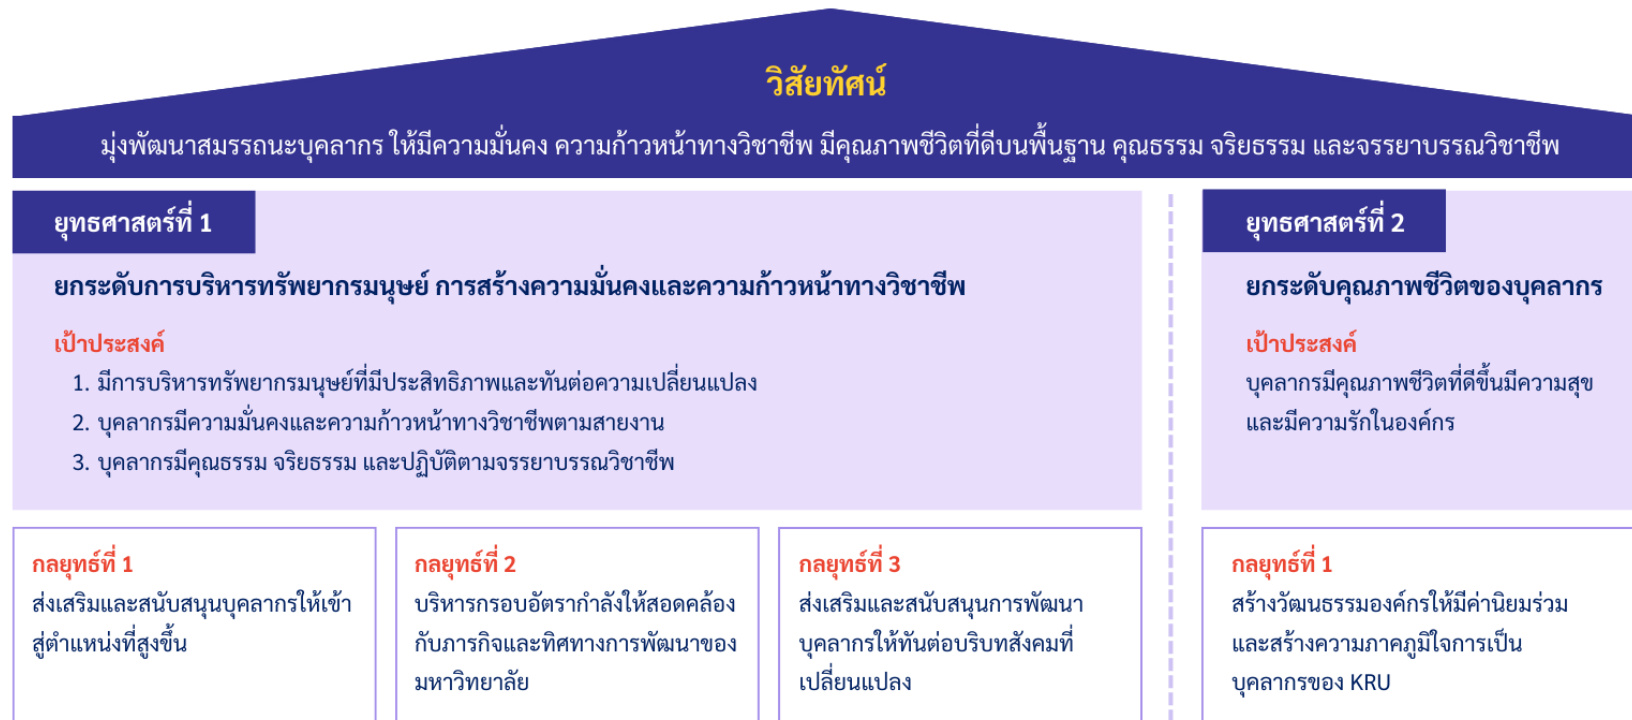 วิสัยทัศน์
มุ่งพัฒนาสมรรถนะบุคลากร ให้มีความมั่นคง ความก้าวหน้าทางวิชาชีพ มีคุณภาพชีวิตที่ดีบนพื้นฐาน คุณธรรม จริยธรรม และจรรยาบรรณวิชาชีพ
ยุทธศาสตร์ที่ 1
ยกระดับการบริหารทรัพยากรมนุษย์ การสร้างความมั่นคงและความก้าวหน้าทางวิชาชีพ
เป้าประสงค์
1. มีการบริหารทรัพยากรมนุษย์ที่มีประสิทธิภาพและทันต่อความเปลี่ยนแปลง
2. บุคลากรมีความมั่นคงและความก้าวหน้าทางวิชาชีพตามสายงาน
3. บุคลากรมีคุณธรรม จริยธรรม และปฏิบัติตามจรรยาบรรณวิชาชีพ
กลยุทธ์ที่ 1
ส่งเสริมและสนับสนุนบุคลากรให้เข้า
สู่ตำแหน่งที่สูงขึ้น
กลยุทธ์ที่ 2
บริหารกรอบอัตรากำลังให้สอดคล้อง
กับภารกิจและทิศทางการพัฒนาของ
มหาวิทยาลัย
กลยุทธ์ที่ 3
ส่งเสริมและสนับสนุนการพัฒนา
บุคลากรให้ทันต่อบริบทสังคมที่
เปลี่ยนแปลง
ยุทธศาสตร์ที่ 2
ยกระดับคุณภาพชีวิตของบุคลากร
เป้าประสงค์
บุคลากรมีคุณภาพชีวิตที่ดีขึ้นมีความสุข
และมีความรักในองค์กร
กลยุทธ์ที่ 1
สร้างวัฒนธรรมองค์กรให้มีค่านิยมร่วม
และสร้างความภาคภูมิใจการเป็น
บุคลากรของ KRU